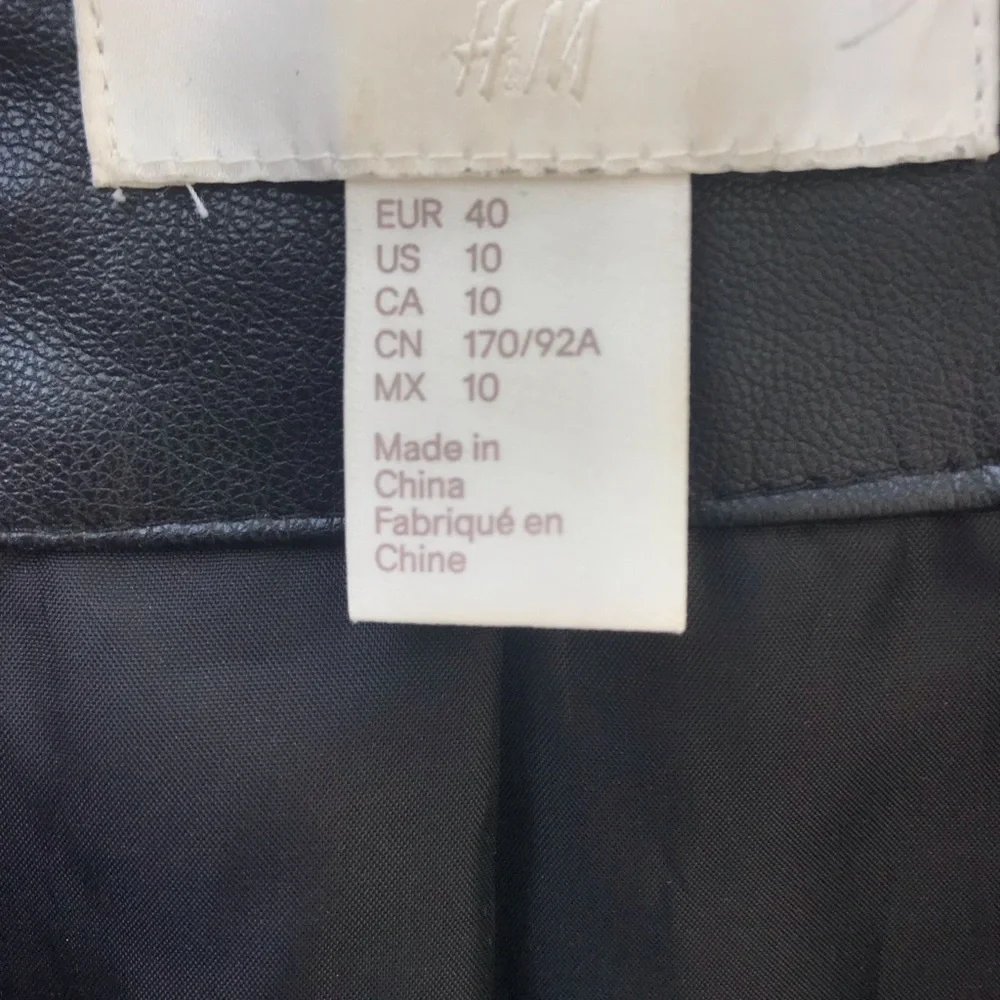 H&M
EUR 40
US 10
CA 10
CN 170/92A
MX 10
Made in
China
Fabriqué en
Chine